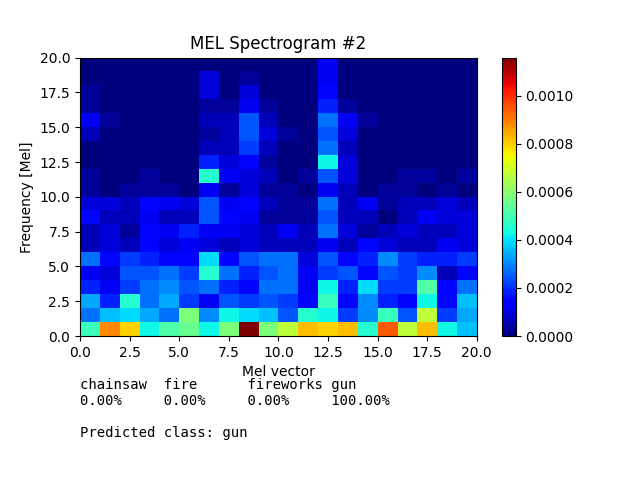 MEL Spectrogram #2
Frequency [Mel]
20.0
17.5
15.0
12.5
10.0
7.5
5.0
2.5
0.0
0.0 2.5 5.0 7.5 10.0 12.5 15.0 17.5 20.0
Mel vector
0.0010
0.0008
0.0006
0.0004
0.0002
0.0000
chainsaw fire fireworks gun
0.00% 0.00% 0.00% 100.00%
Predicted class: gun